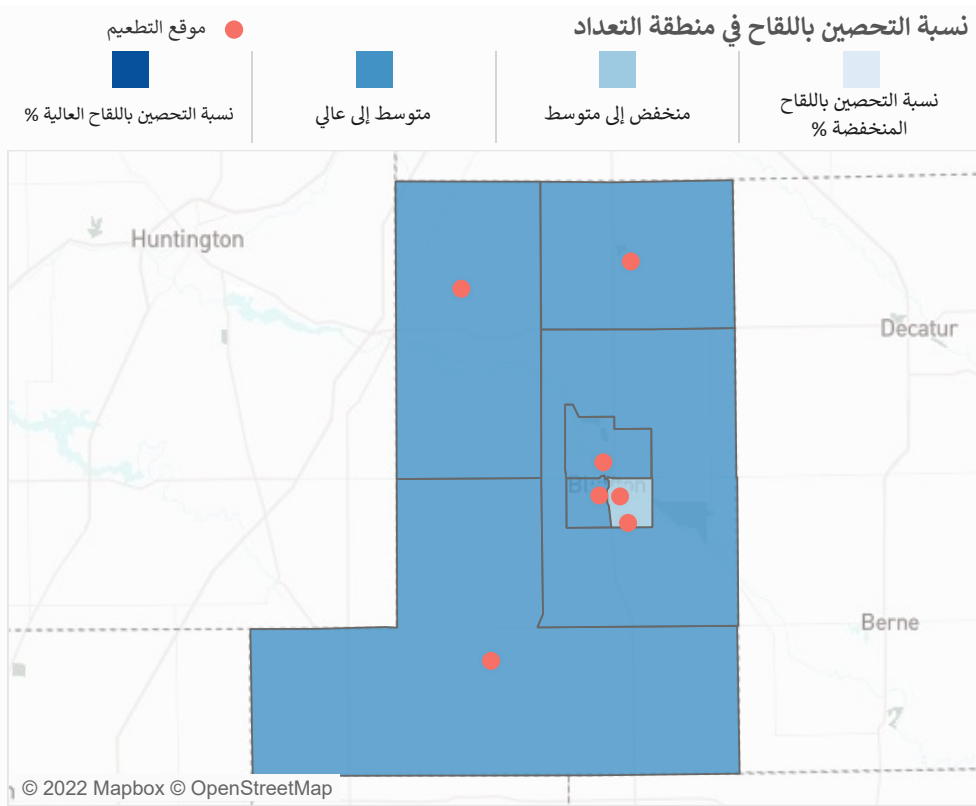 نسبة التحصين باللقاح في منطقة التعداد
موقع التطعيم
نسبة التحصين باللقاح
المنخفضة %
منخفض إلى متوسط
متوسط إلى عالي
نسبة التحصين باللقاح العالية %
Huntington
Decatur
Berne
© 2022 Mapbox © OpenStreetMap